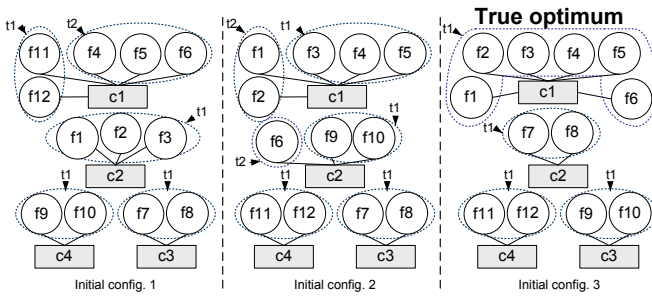 True optimum
t1 t2 f11 f4 f5 f6
f12 c1
t1
f1 f2 f3
c2
t1 t1
f9 f10 f7 f8
c4 c3
Initial config. 1
t2 t1 f1 f3 f4 f5
f2 c1
t1
f6 f9 f10
t2 c2
t1 t1
f11 f12 f7 f8
c4 c3
Initial config. 2
t1 f2 f3 f4 f5
f1 c1 f6
t1 f7 f8
c2
t1 t1
f11 f12 f9 f10
c4 c3
Initial config. 3